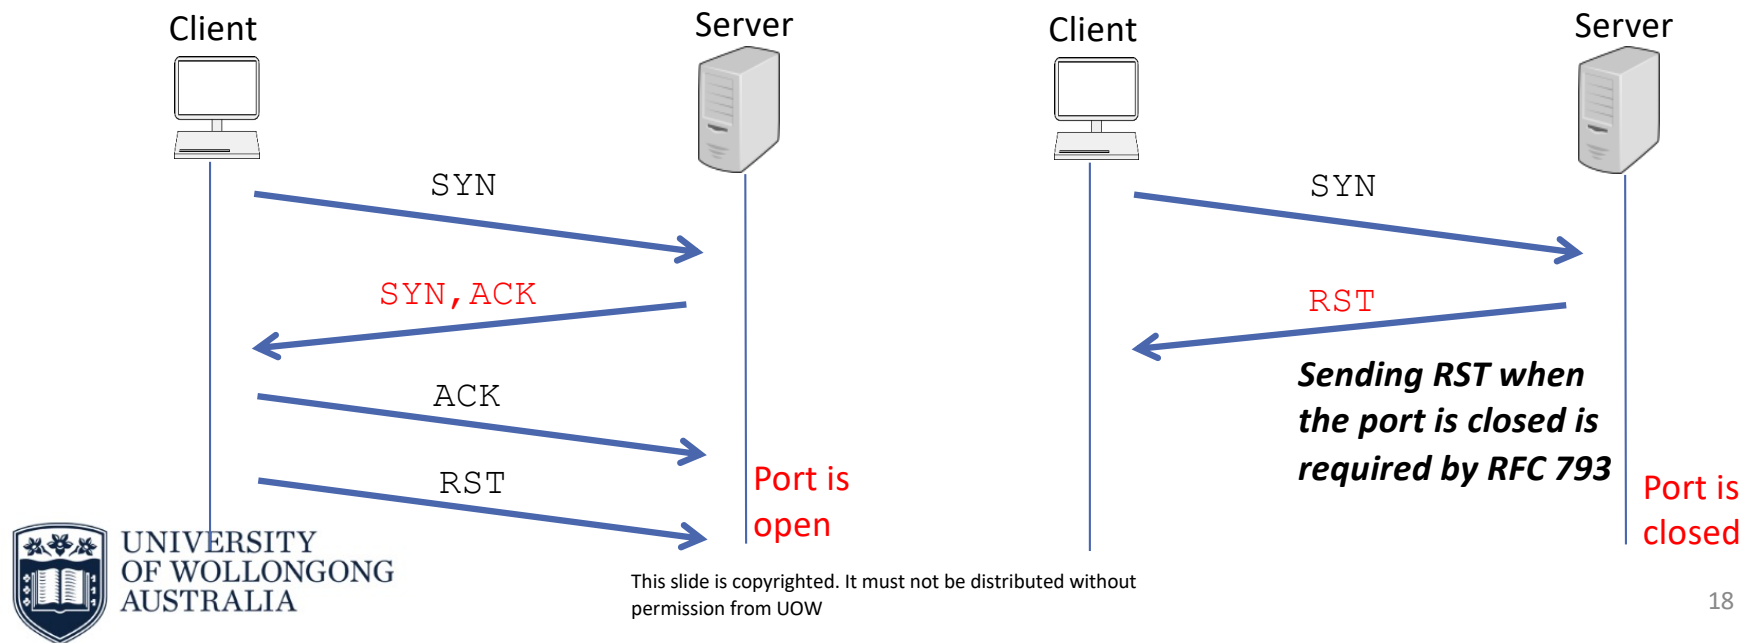 Client
Server
SYN
SYN,ACK
ACK
RST
Port is
open
Client
Server
SYN
RST
Sending RST when
the port is closed is
required by RFC 793
Port is
closed
UNIVERSITY
OF WOLLONGONG
AUSTRALIA
This slide is copyrighted. It must not be distributed without
permission from UOW
18